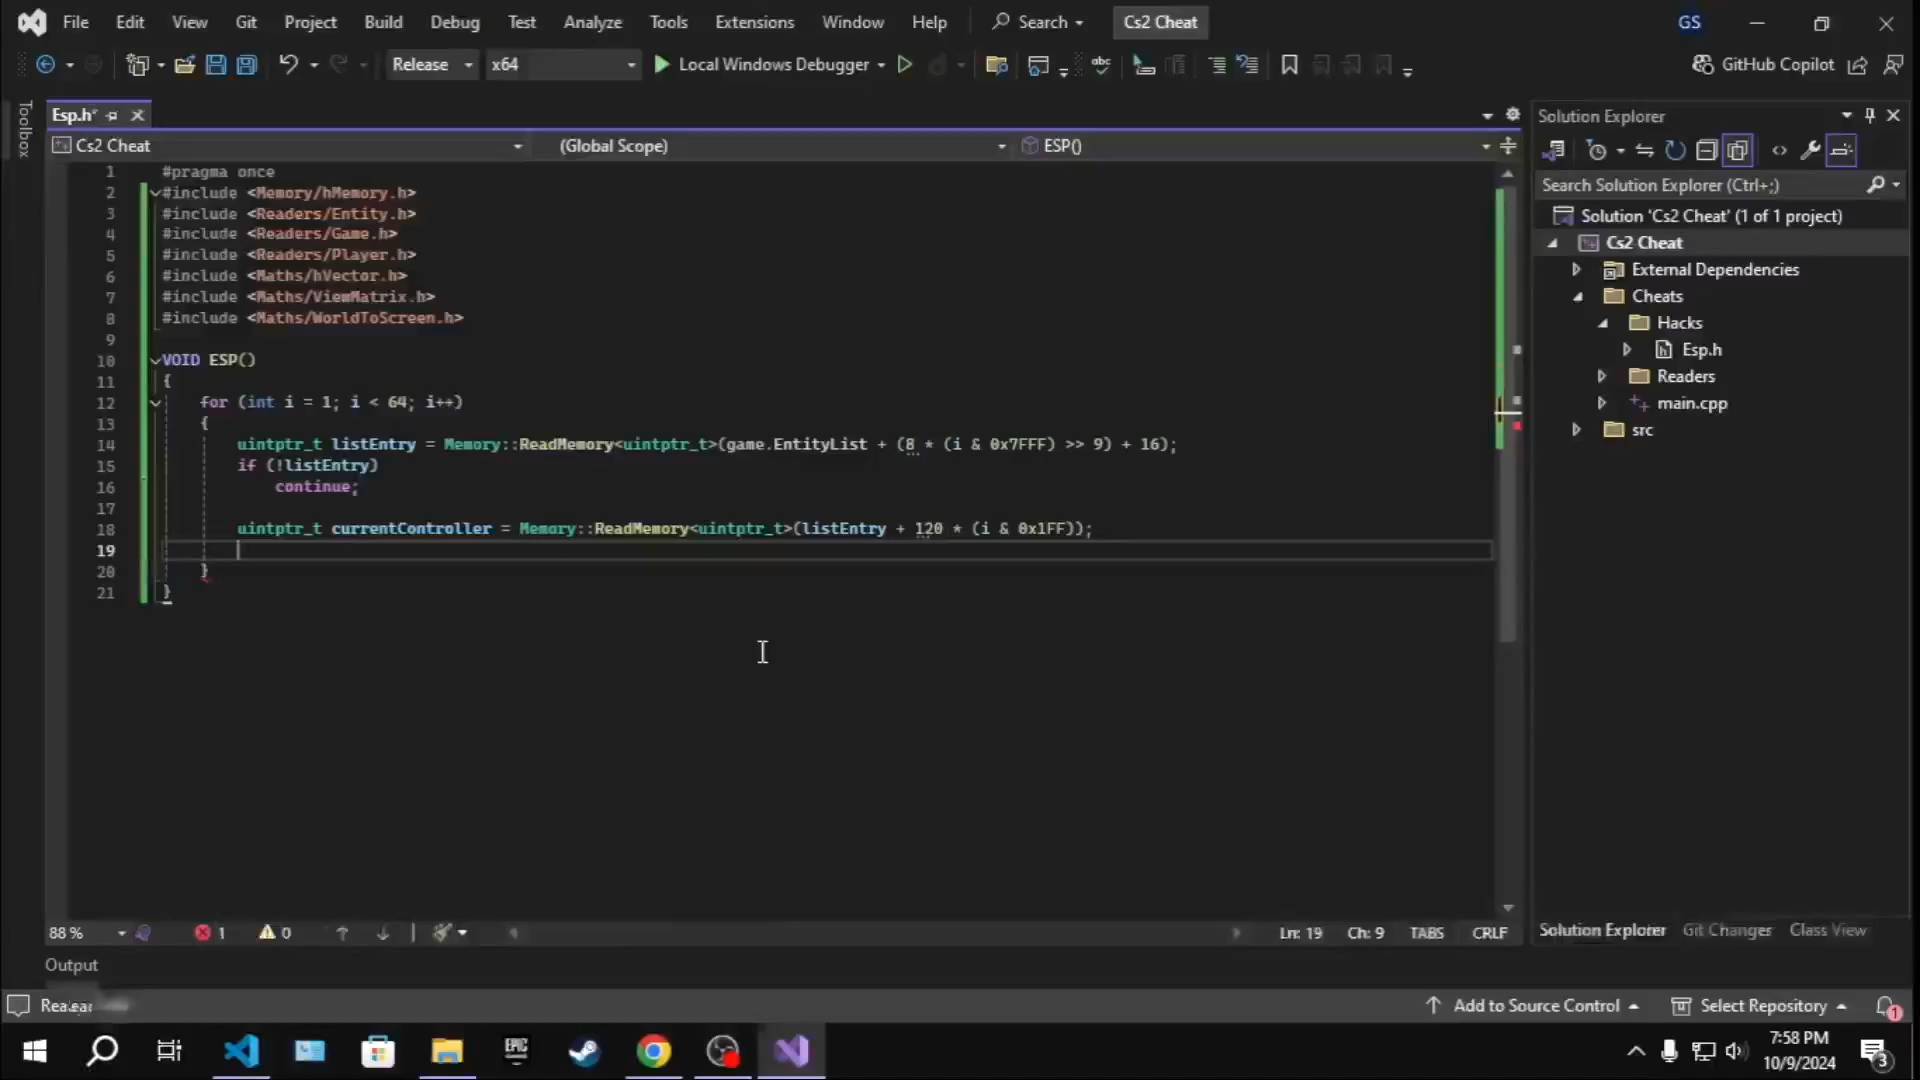 File Edit View Git Project Build Debug Test Analyze Tools Extensions Window Help Search Cs2 Cheat GS
Release x64 Local Windows Debugger GitHub Copilot
Toolbox
Esp.h*
Cs2 Cheat (Global Scope) ESP()
1 #pragma once
2 #include <Memory/hMemory.h>
3 #include <Readers/Entity.h>
4 #include <Readers/Game.h>
5 #include <Readers/Player.h>
6 #include <Maths/hVector.h>
7 #include <Maths/ViewMatrix.h>
8 #include <Maths/WorldToScreen.h>
9
10 VOID ESP()
11 {
12 for (int i = 1; i < 64; i++)
13 {
14 uintptr_t listEntry = Memory::ReadMemory<uintptr_t>(game.EntityList + (8 * (i & 0x7FFF) >> 9) + 16);
15 if (!listEntry)
16 continue;
17
18 uintptr_t currentController = Memory::ReadMemory<uintptr_t>(listEntry + 120 * (i & 0x1FF));
19
20 }
21 }
Solution Explorer
Search Solution Explorer (Ctrl+;)
Solution 'Cs2 Cheat' (1 of 1 project)
Cs2 Cheat
External Dependencies
Cheats
Hacks
Esp.h
Readers
main.cpp
src
88 % 1 0 Ln: 19 Ch: 9 TABS CRLF
Solution Explorer Git Changes Class View
Output
Add to Source Control Select Repository 1
EPIC
7:58 PM
10/9/2024
3